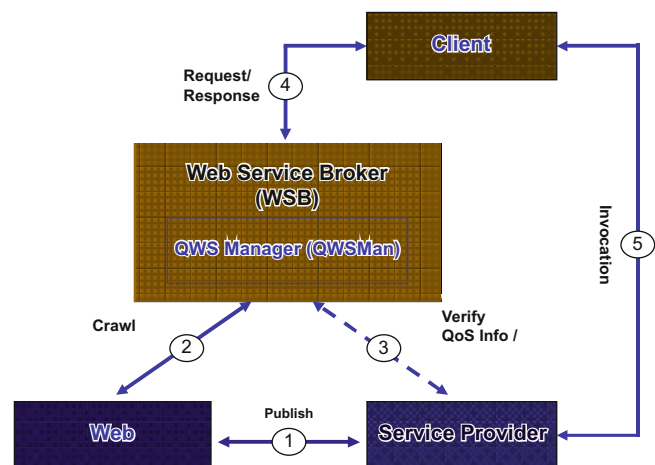 Client
Request/
Response
4
Web Service Broker
(WSB)
QWS Manager (QWSMan)
Invocation
5
Crawl
2
3
Verify
QoS Info /
Web
Publish
1
Service Provider